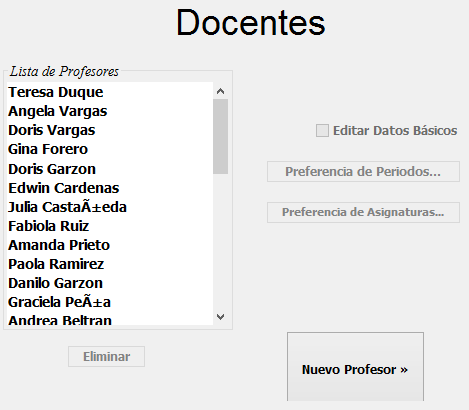 Docentes
Lista de Profesores
Teresa Duque
Angela Vargas
Doris Vargas
Gina Forero
Doris Garzon
Edwin Cardenas
Julia CastaÃ±eda
Fabiola Ruiz
Amanda Prieto
Paola Ramirez
Danilo Garzon
Graciela PeÃ±a
Andrea Beltran
Eliminar
Editar Datos Básicos
Preferencia de Periodos...
Preferencia de Asignaturas...
Nuevo Profesor »